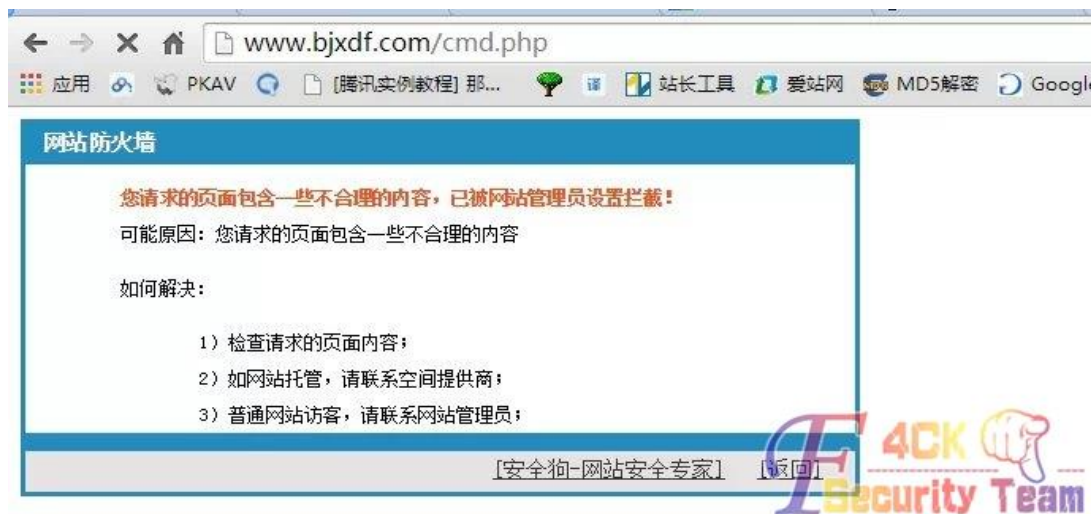 www.bjxdf.com/cmd.php
应用 PKAV [腾讯实例教程] 那... 译 站长工具 爱站网 MD5解密 Google
网站防火墙
您请求的页面包含一些不合理的内容，已被网站管理员设置拦截！
可能原因：您请求的页面包含一些不合理的内容
如何解决：
1）检查请求的页面内容；
2）如网站托管，请联系空间提供商；
3）普通网站访客，请联系网站管理员；
[安全狗-网站安全专家] [返回]
F4CK
Security Team